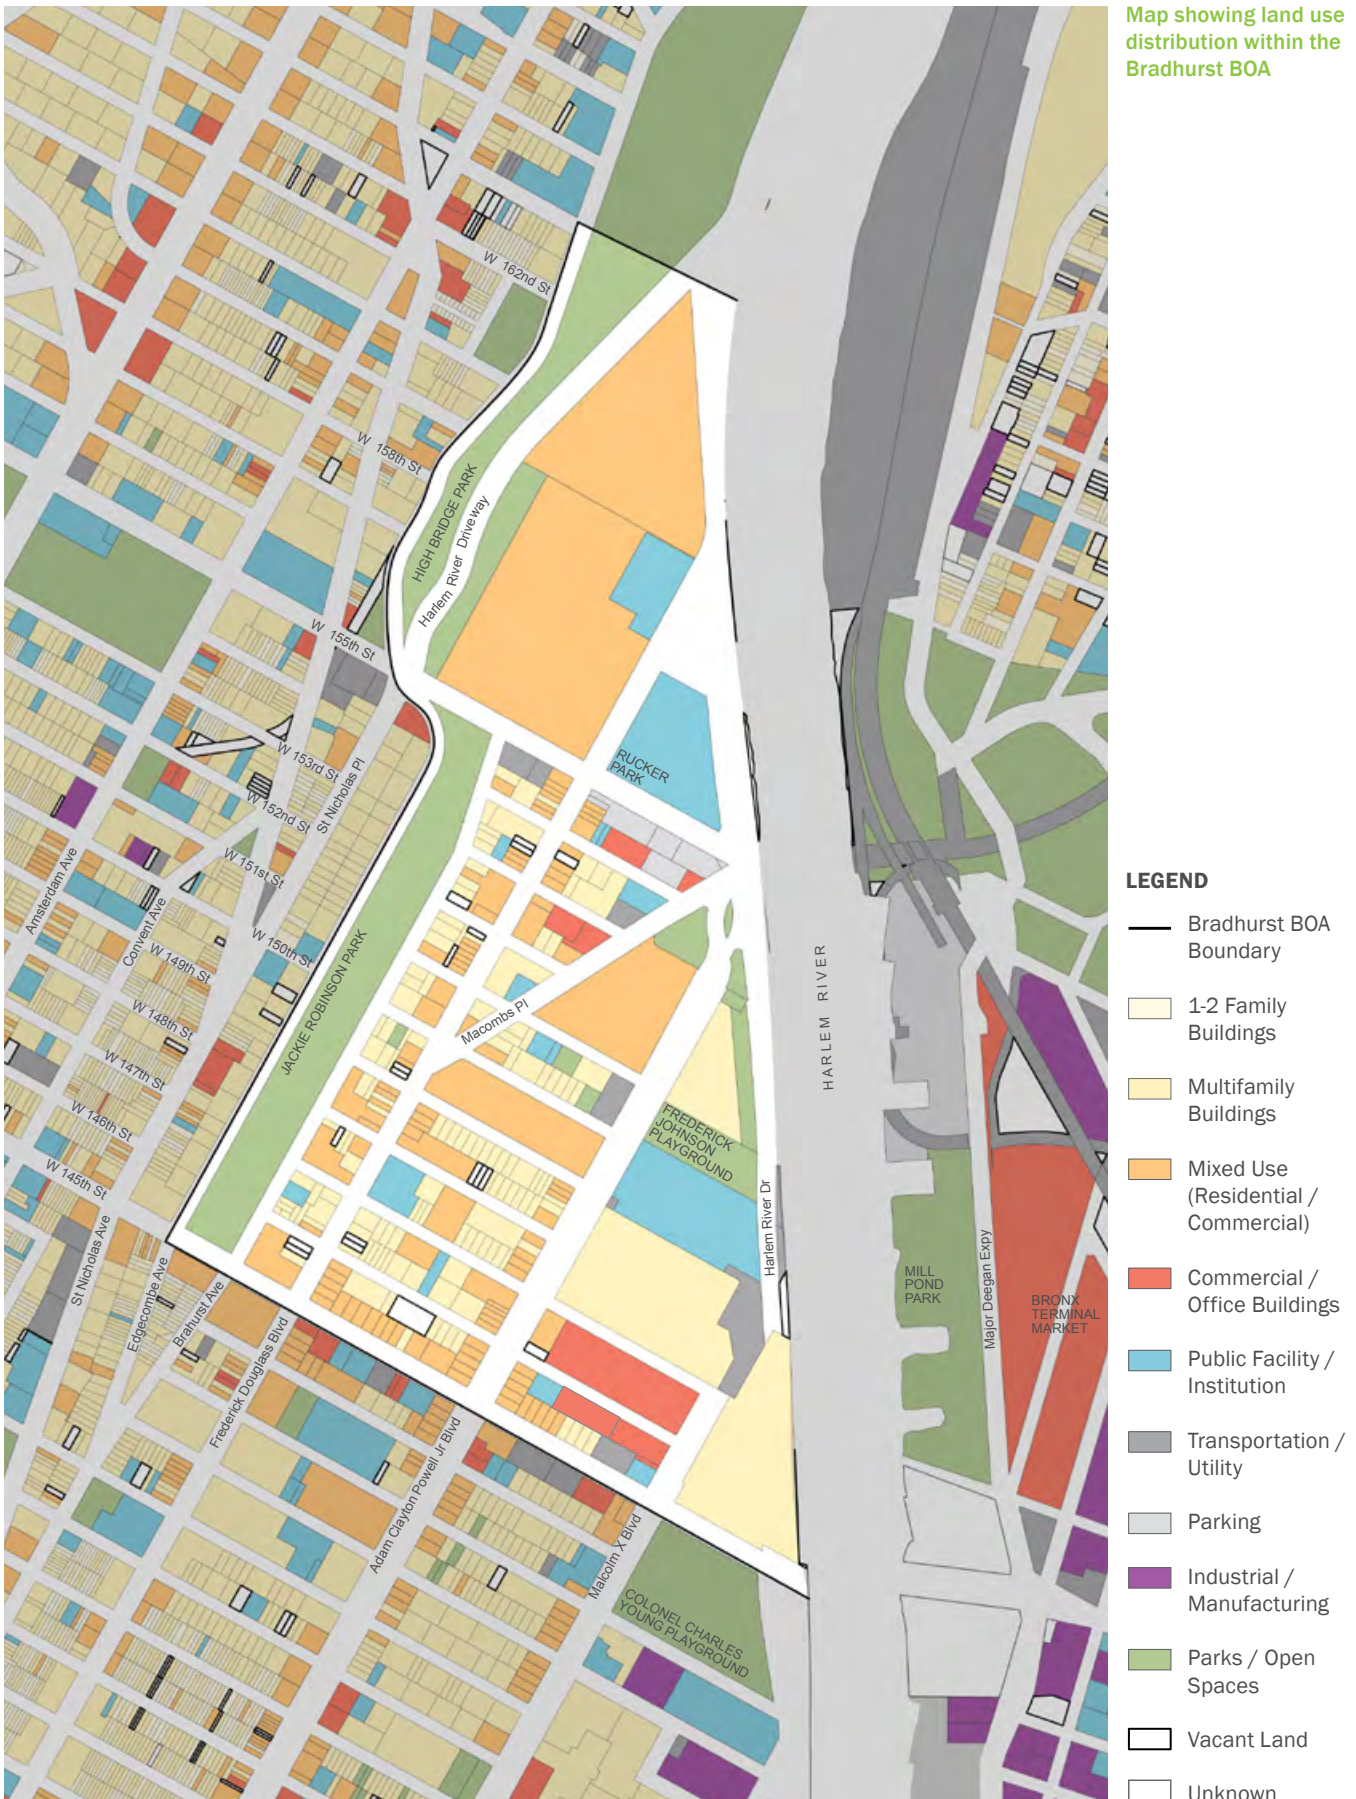 Map showing land use
distribution within the
Bradhurst BOA
W 162nd St
W 158th St
HIGH BRIDGE PARK
Harlem River Driveway
W 155th St
RUCKER
PARK
W 153rd St
St Nicholas Pl
W 152nd St
W 151st St
Amsterdam Ave
Convent Ave
W 150th St
W 149th St
JACKIE ROBINSON PARK
HARLEM RIVER
W 148th St
Macombs Pl
W 147th St
W 146th St
FREDERICK
JOHNSON
PLAYGROUND
W 145th St
Harlem River Dr
St Nicholas Ave
Edgecombe Ave
Brahurst Ave
Frederick Douglass Blvd
MILL
POND
PARK
Major Deegan Expy
BRONX
TERMINAL
MARKET
Adam Clayton Powell Jr Blvd
Malcolm X Blvd
COLONEL CHARLES
YOUNG PLAYGROUND
LEGEND
Bradhurst BOA
Boundary
1-2 Family
Buildings
Multifamily
Buildings
Mixed Use
(Residential /
Commercial)
Commercial /
Office Buildings
Public Facility /
Institution
Transportation /
Utility
Parking
Industrial /
Manufacturing
Parks / Open
Spaces
Vacant Land
Unknown